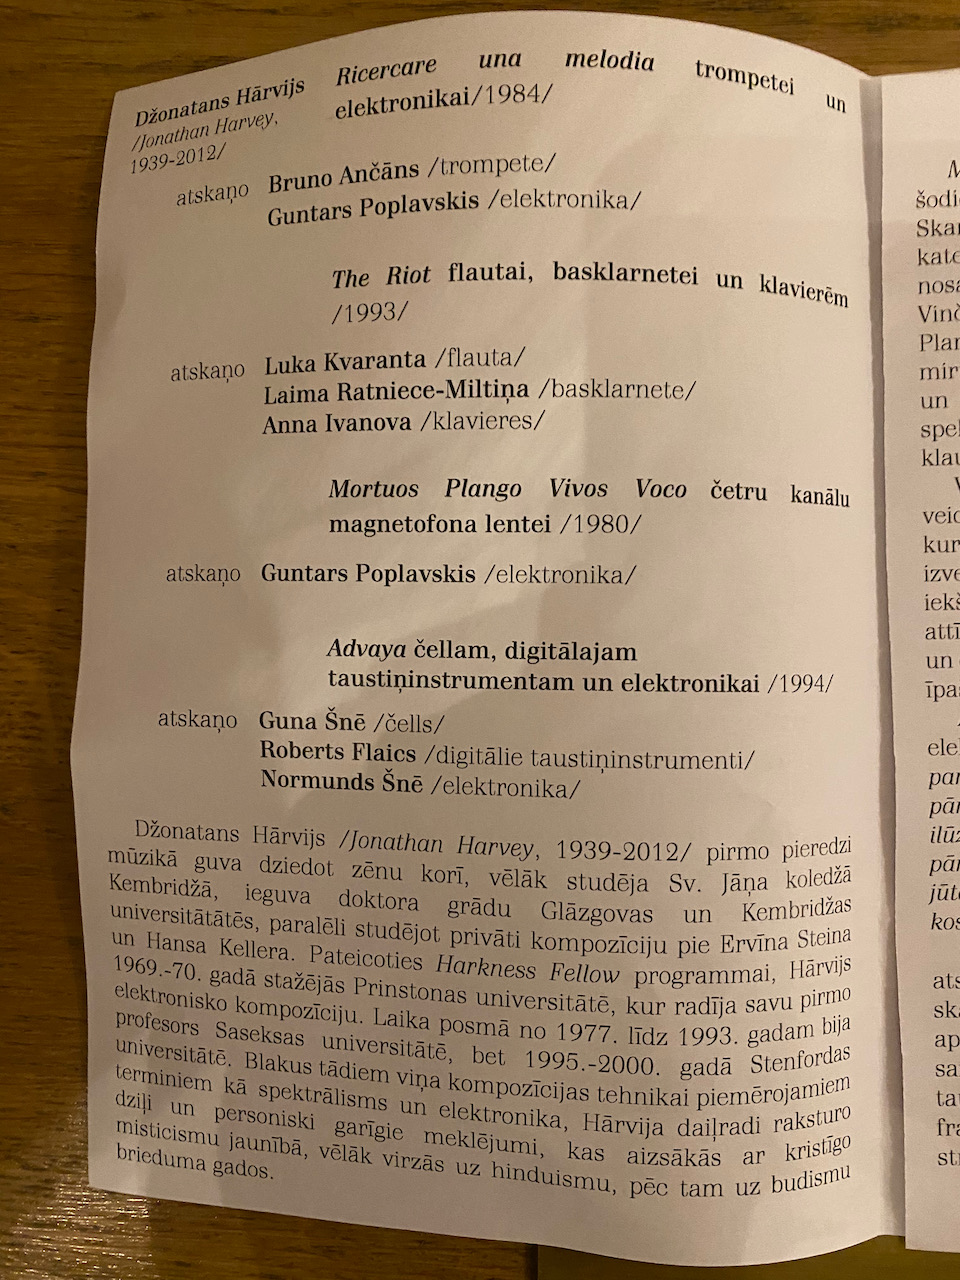 Džonatans Hārvijs
/Jonathan Harvey,
1939-2012/
Ricercare una melodia trompetei un
elektronikai/1984/
atskaņo Bruno Ančāns /trompete/
Guntars Poplavskis /elektronika/
The Riot flautai, basklarnetei un klavierēm
/1993/
atskaņo Luka Kvaranta /flauta/
Laima Ratniece-Miltiņa /basklarnete/
Anna Ivanova /klavieres/
Mortuos Plango Vivos Voco četru kanālu
magnetofona lentei /1980/
atskaņo Guntars Poplavskis /elektronika/
Advaya čellam, digitālajam
taustiņinstrumentam un elektronikai /1994/
atskaņo Guna Šnē /čells/
Roberts Flaics /digitālie taustiņinstrumenti/
Normunds Šnē /elektronika/
Džonatans Hārvijs /Jonathan Harvey, 1939-2012/ pirmo pieredzi
mūzikā guva dziedot zēnu korī, vēlāk studēja Sv. Jāņa koledžā
Kembridžā, ieguva doktora grādu Glāzgovas un Kembridžas
universitātātēs, paralēli studējot privāti kompozīciju pie Ervīna Steina
un Hansa Kellera. Pateicoties Harkness Fellow programmai, Hārvijs
1969.-70. gadā stažējās Prinstonas universitātē, kur radīja savu pirmo
elektronisko kompozīciju. Laika posmā no 1977. līdz 1993. gadam bija
profesors Saseksas universitātē, bet 1995.-2000. gadā Stenfordas
universitātē. Blakus tādiem viņa kompozīcijas tehnikai piemērojamiem
terminiem kā spektrālisms un elektronika, Hārvija daiļradi raksturo
dziļi un personiski garīgie meklējumi, kas aizsākās ar kristīgo
misticismu jaunībā, vēlāk virzās uz hinduismu, pēc tam uz budismu
brieduma gados.
un
un